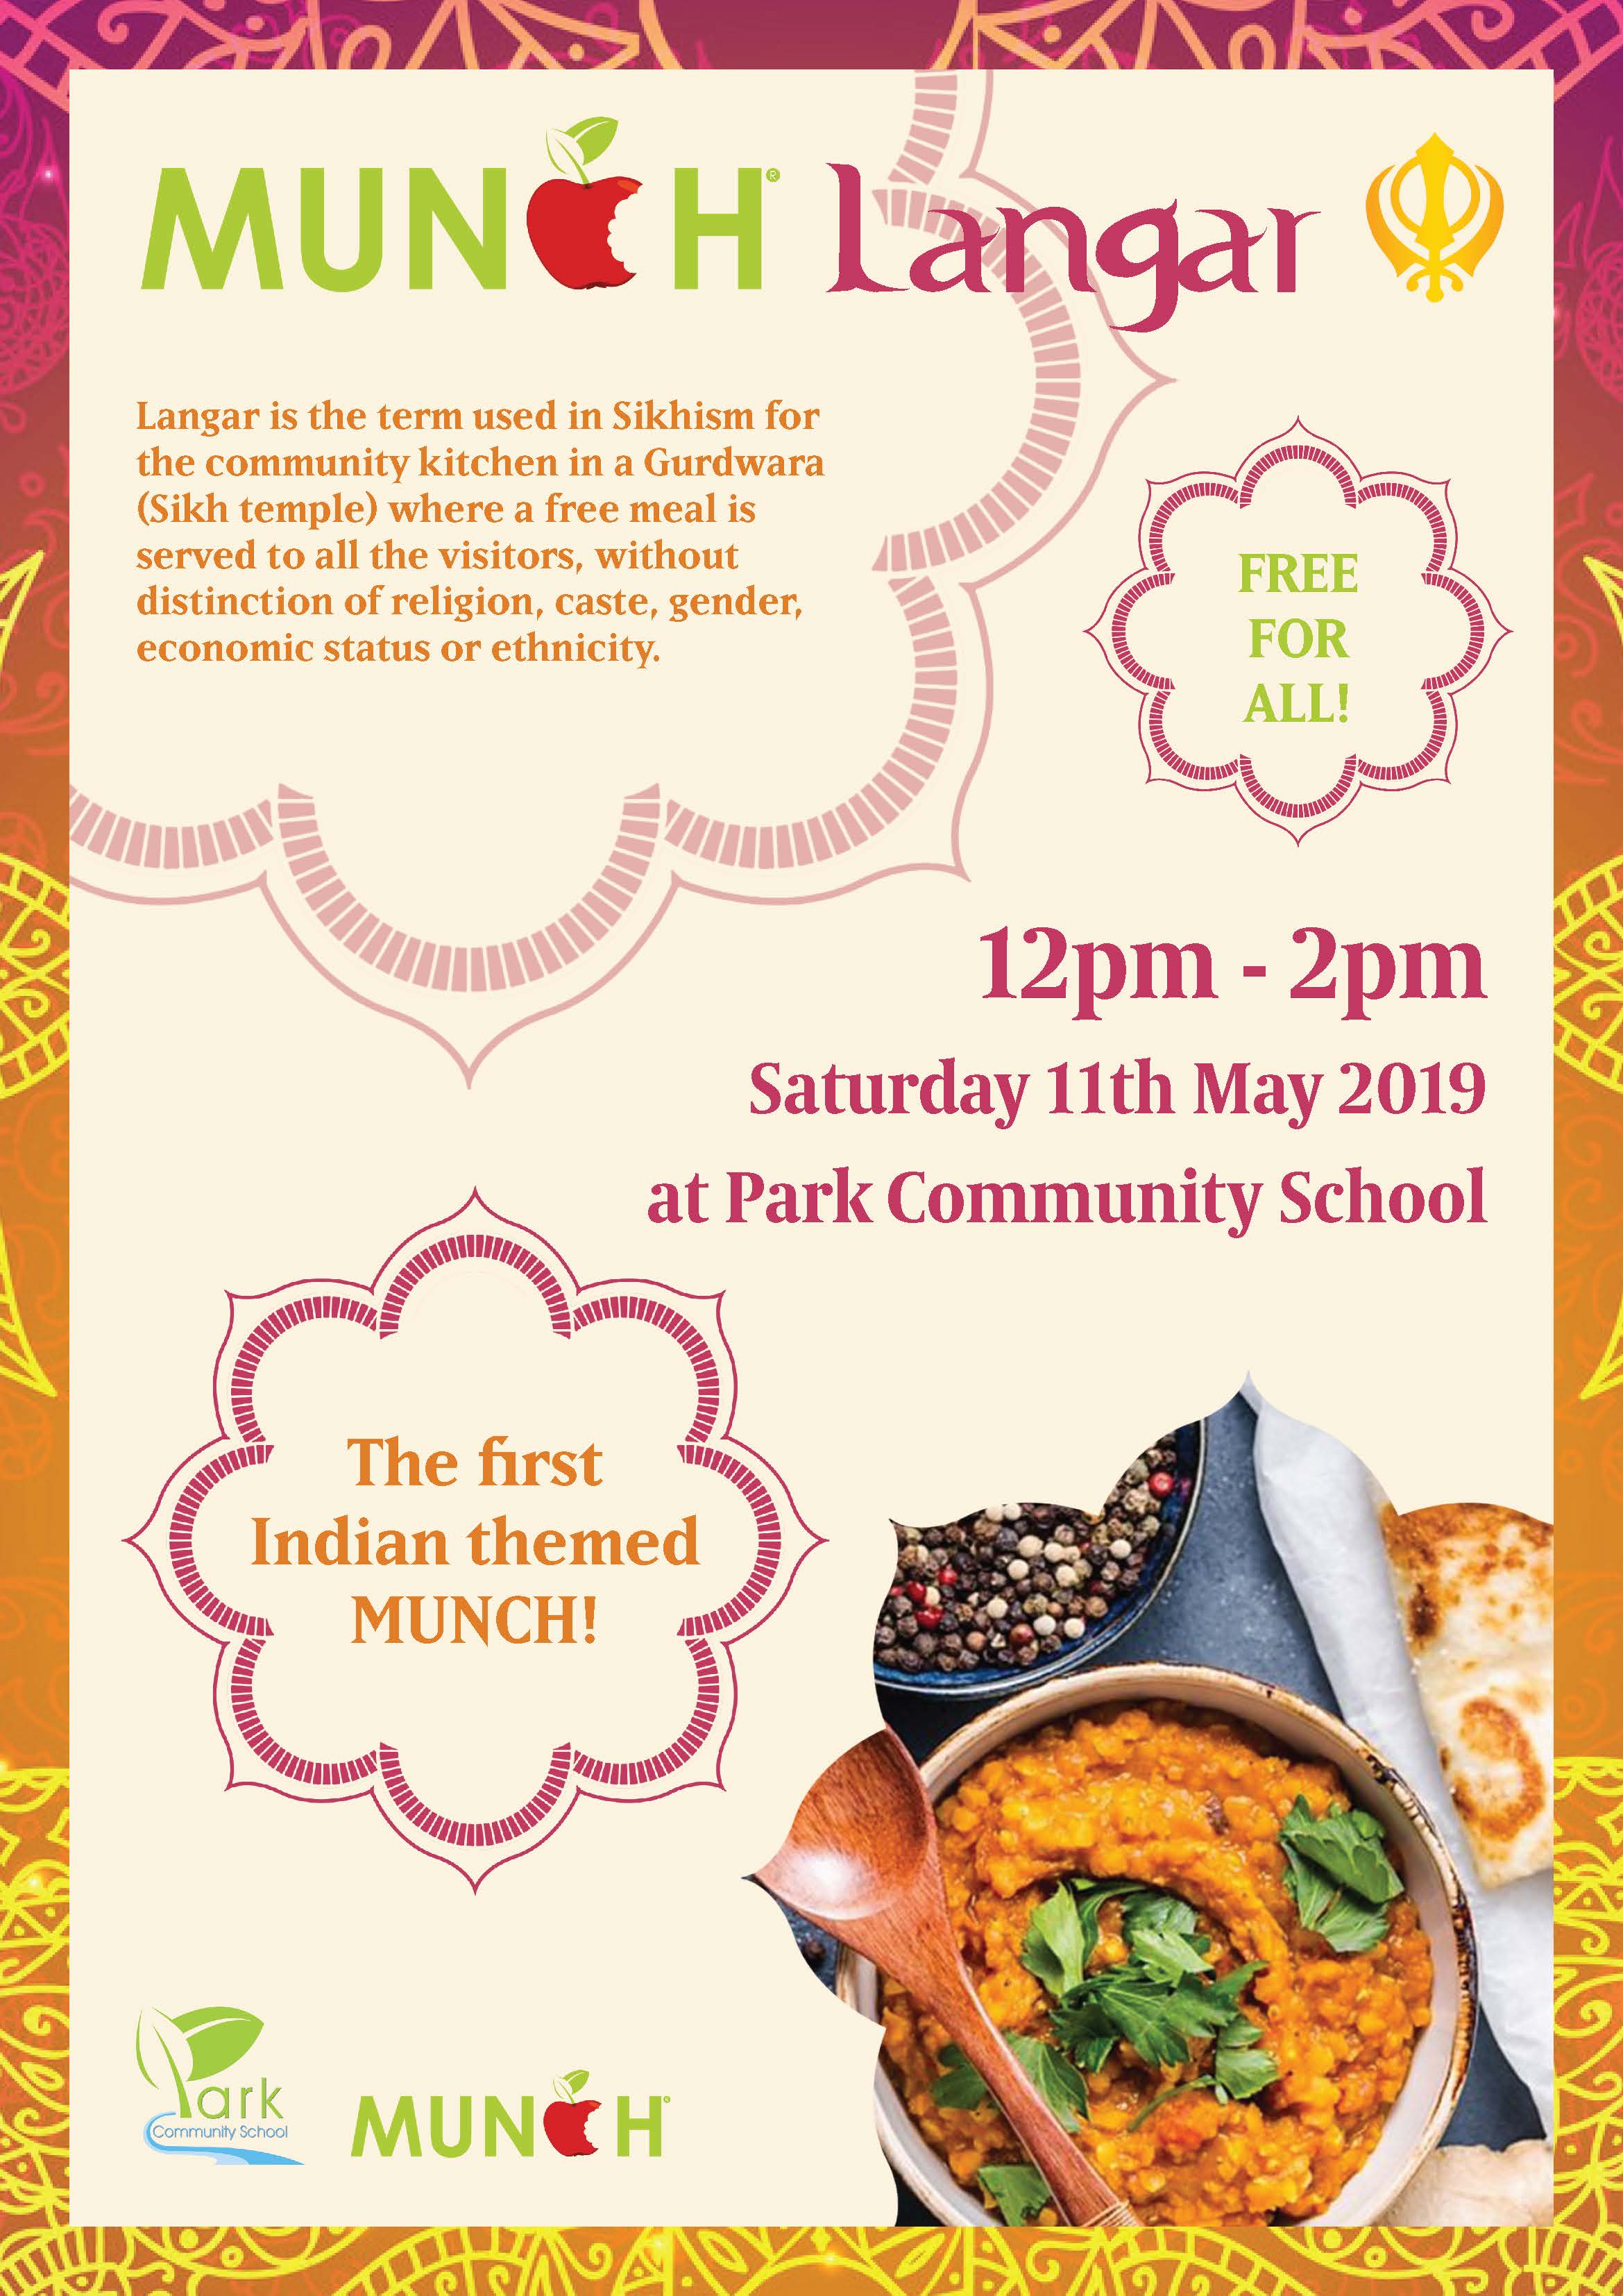 MUNCH® Langar
Langar is the term used in Sikhism for
the community kitchen in a Gurdwara
(Sikh temple) where a free meal is
served to all the visitors, without
distinction of religion, caste, gender,
economic status or ethnicity.
FREE
FOR
ALL!
12pm - 2pm
Saturday 11th May 2019
at Park Community School
The first
Indian themed
MUNCH!
Park
Community School
MUNCH®